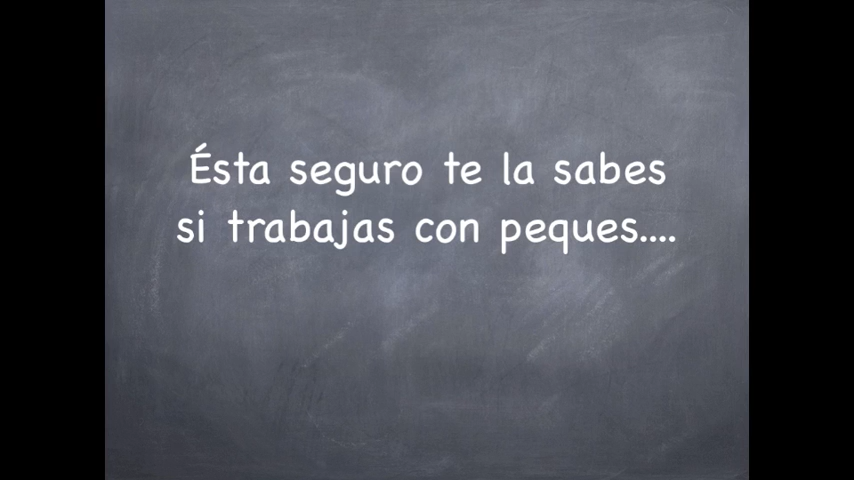 Ésta seguro te la sabes
si trabajas con peques....